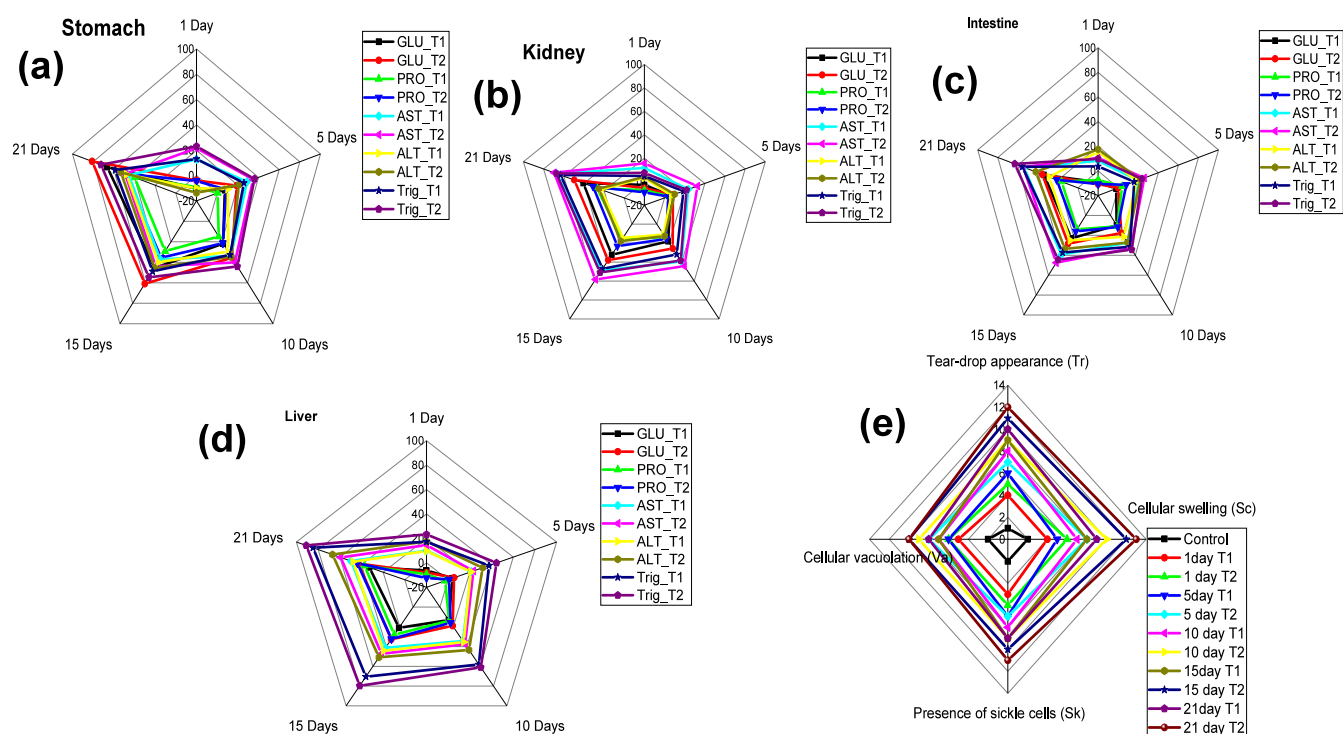 Stomach
(a)
1 Day
100
80
60
40
20
0
-20
21 Days
5 Days
15 Days
10 Days
GLU_T1
GLU_T2
PRO_T1
PRO_T2
AST_T1
AST_T2
ALT_T1
ALT_T2
Trig_T1
Trig_T2
Kidney
(b)
1 Day
100
80
60
40
20
0
-20
21 Days
5 Days
15 Days
10 Days
GLU_T1
GLU_T2
PRO_T1
PRO_T2
AST_T1
AST_T2
ALT_T1
ALT_T2
Trig_T1
Trig_T2
Intestine
(c)
1 Day
100
80
60
40
20
0
-20
21 Days
5 Days
15 Days
10 Days
GLU_T1
GLU_T2
PRO_T1
PRO_T2
AST_T1
AST_T2
ALT_T1
ALT_T2
Trig_T1
Trig_T2
Liver
(d)
1 Day
100
80
60
40
20
0
-20
21 Days
5 Days
15 Days
10 Days
GLU_T1
GLU_T2
PRO_T1
PRO_T2
AST_T1
AST_T2
ALT_T1
ALT_T2
Trig_T1
Trig_T2
(e)
Tear-drop appearance (Tr)
14
12
10
8
6
4
2
0
Cellular swelling (Sc)
Cellular vacuolation (Va)
Presence of sickle cells (Sk)
Control
1day T1
1 day T2
5day T1
5 day T2
10 day T1
10 day T2
15day T1
15 day T2
21day T1
21 day T2